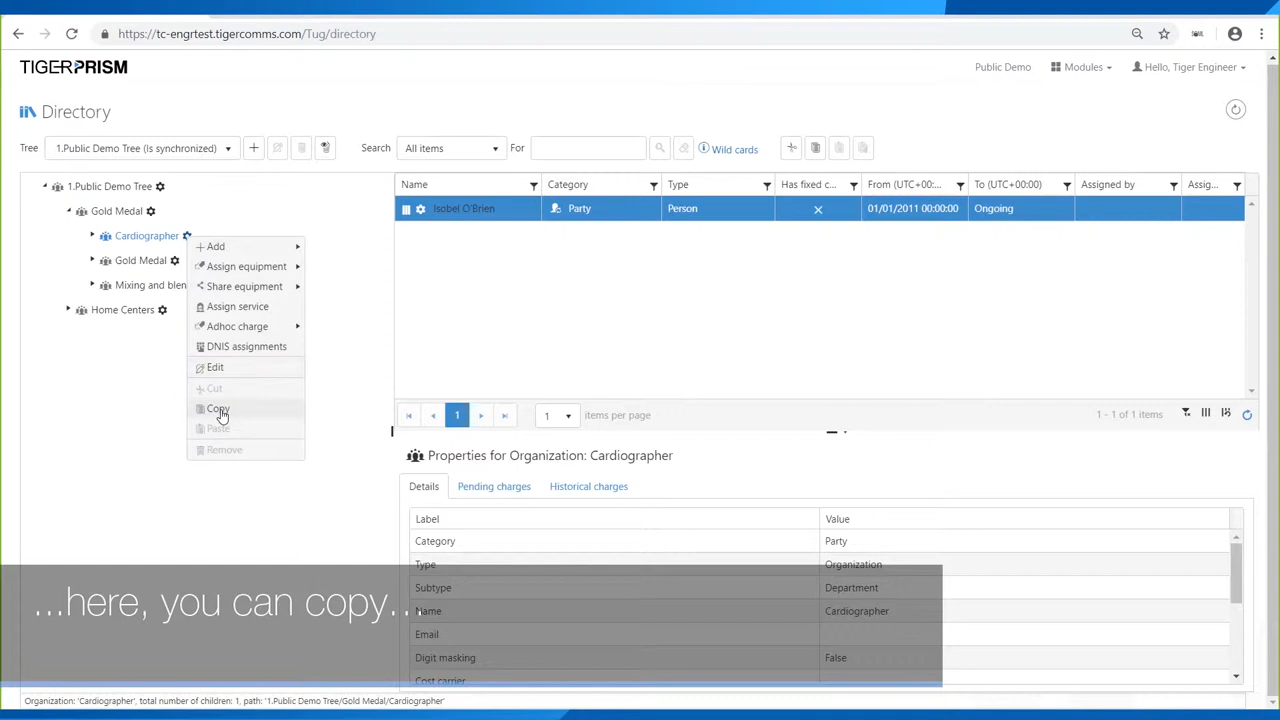 https://tc-engrtest.tigercomms.com/Tug/directory
TIGERPRISM
Public Demo
Modules
Hello, Tiger Engineer
Directory
Tree
1.Public Demo Tree (Is synchronized)
Search
All items
For
Wild cards
1.Public Demo Tree
Gold Medal
Cardiographer
Gold Medal
Mixing and blen
Home Centers
Add
Assign equipment
Share equipment
Assign service
Adhoc charge
DNIS assignments
Edit
Cut
Copy
Paste
Remove
Name Category Type Has fixed c... From (UTC+00:... To (UTC+00:00) Assigned by Assig...
Isobel O'Brien Party Person 01/01/2011 00:00:00 Ongoing
1
1 items per page
1 - 1 of 1 items
Properties for Organization: Cardiographer
Details Pending charges Historical charges
Label Value
Category Party
Type Organization
Subtype Department
Name Cardiographer
Email
Digit masking False
Cost carrier
...here, you can copy...
Organization: 'Cardiographer', total number of children: 1, path: '1.Public Demo Tree/Gold Medal/Cardiographer'